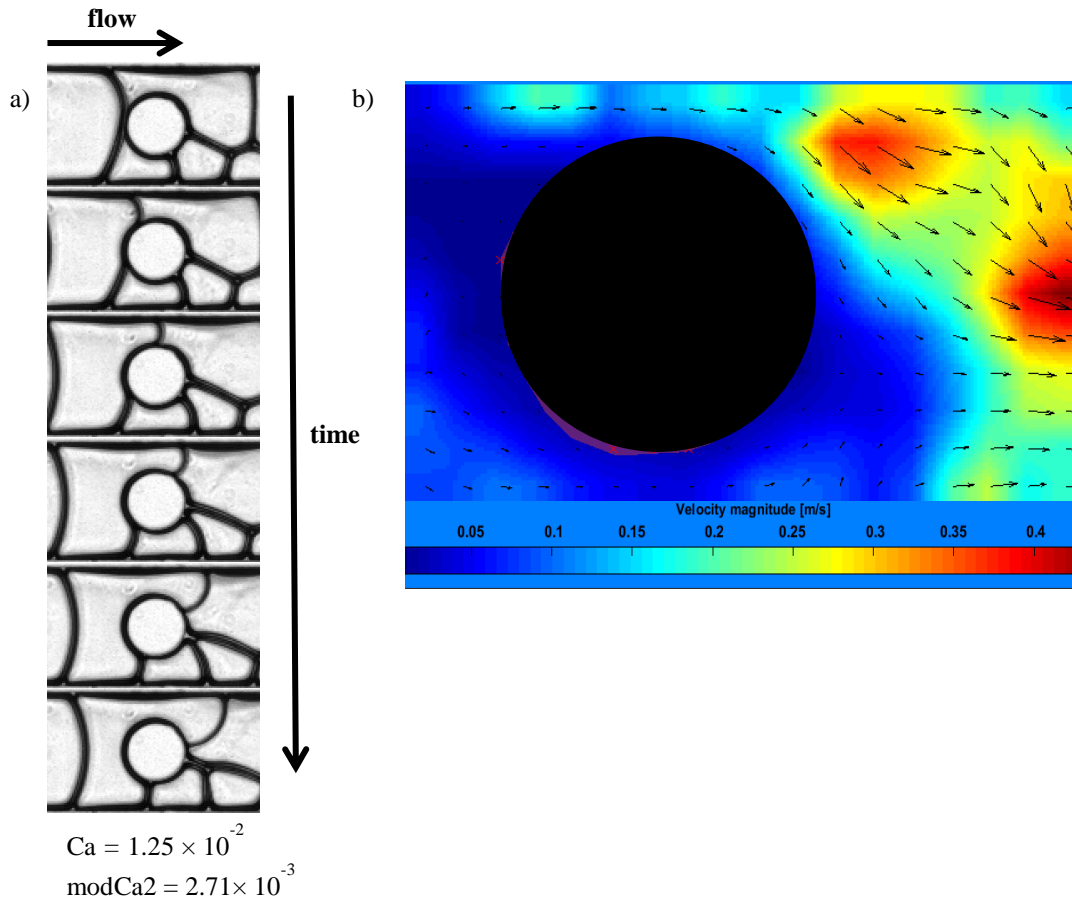 flow
a)
b)
time
Velocity magnitude [m/s]
0.05 0.1 0.15 0.2 0.25 0.3 0.35 0.4
Ca = 1.25 × 10⁻²
modCa2 = 2.71× 10⁻³